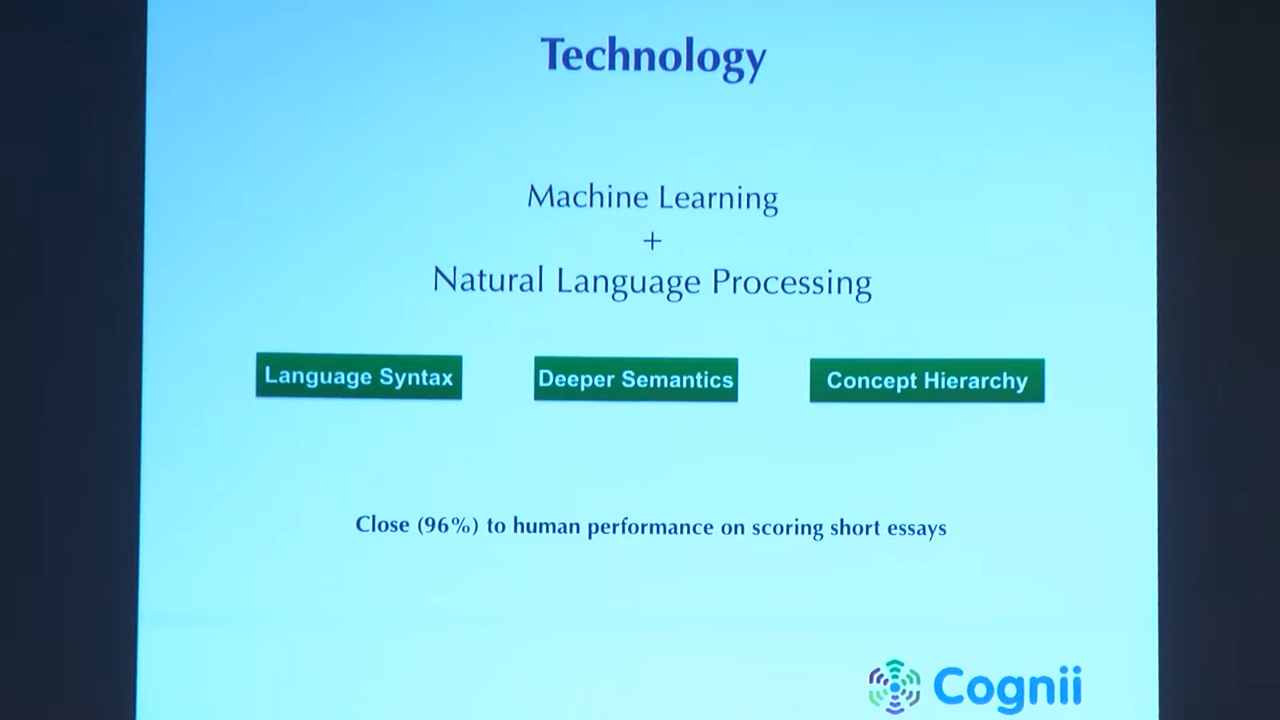 Technology
Machine Learning
+
Natural Language Processing
Language Syntax
Deeper Semantics
Concept Hierarchy
Close (96%) to human performance on scoring short essays
Cognii